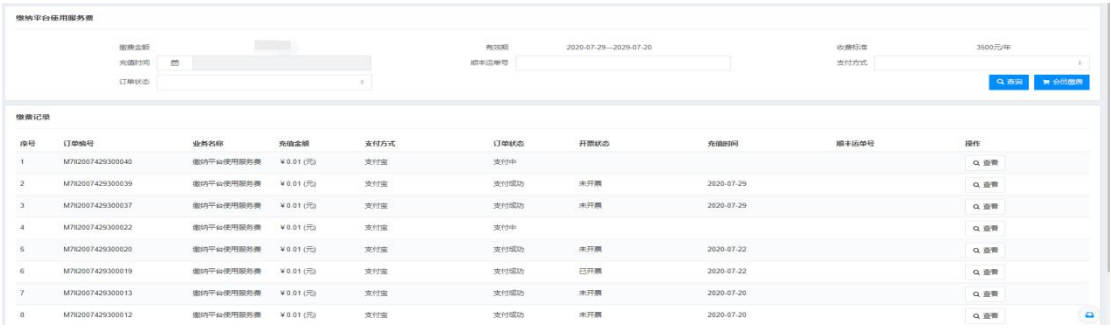 缴纳平台使用服务费
缴费金额 有效期 2020-07-29---2029-07-20 收费标准 3500元/年
充值时间 顺丰运单号 支付方式
订单状态 查询 会员缴费
缴费记录
序号 订单编号 业务名称 充值金额 支付方式 订单状态 开票状态 充值时间 顺丰运单号 操作
1 M782007429300040 缴纳平台使用服务费 ¥0.01 (元) 支付宝 支付中 查看
2 M782007429300039 缴纳平台使用服务费 ¥0.01 (元) 支付宝 支付成功 未开票 2020-07-29 查看
3 M782007429300037 缴纳平台使用服务费 ¥0.01 (元) 支付宝 支付成功 未开票 2020-07-29 查看
4 M782007429300022 缴纳平台使用服务费 ¥0.01 (元) 支付宝 支付中 查看
5 M782007429300020 缴纳平台使用服务费 ¥0.01 (元) 支付宝 支付成功 未开票 2020-07-22 查看
6 M782007429300019 缴纳平台使用服务费 ¥0.01 (元) 支付宝 支付成功 已开票 2020-07-22 查看
7 M782007429300013 缴纳平台使用服务费 ¥0.01 (元) 支付宝 支付成功 未开票 2020-07-20 查看
8 M782007429300012 缴纳平台使用服务费 ¥0.01 (元) 支付宝 支付成功 未开票 2020-07-20 查看